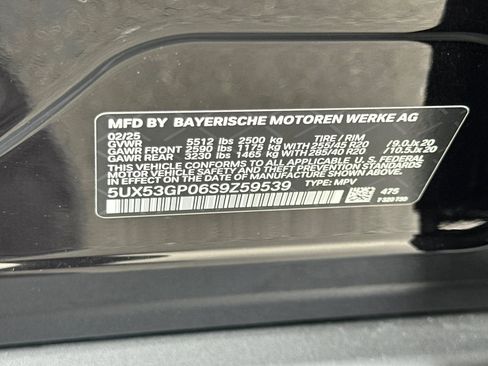 MFD BY BAYERISCHE MOTOREN WERKE AG
02/25
GVWR 5512 lbs 2500 kg TIRE / RIM
GAWR FRONT 2590 lbs 1175 kg WITH 255/45 R20 / 9.0Jx20
GAWR REAR 3230 lbs 1465 kg WITH 285/40 R20 / 10.5Jx20
THIS VEHICLE CONFORMS TO ALL APPLICABLE FEDERAL
MOTOR VEHICLE SAFETY AND THEFT PREVENTION
STANDARDS IN EFFECT ON THE DATE OF
MANUFACTURE SHOWN ABOVE.
5UX53GP06S9Z59539 TYPE: MPV
475